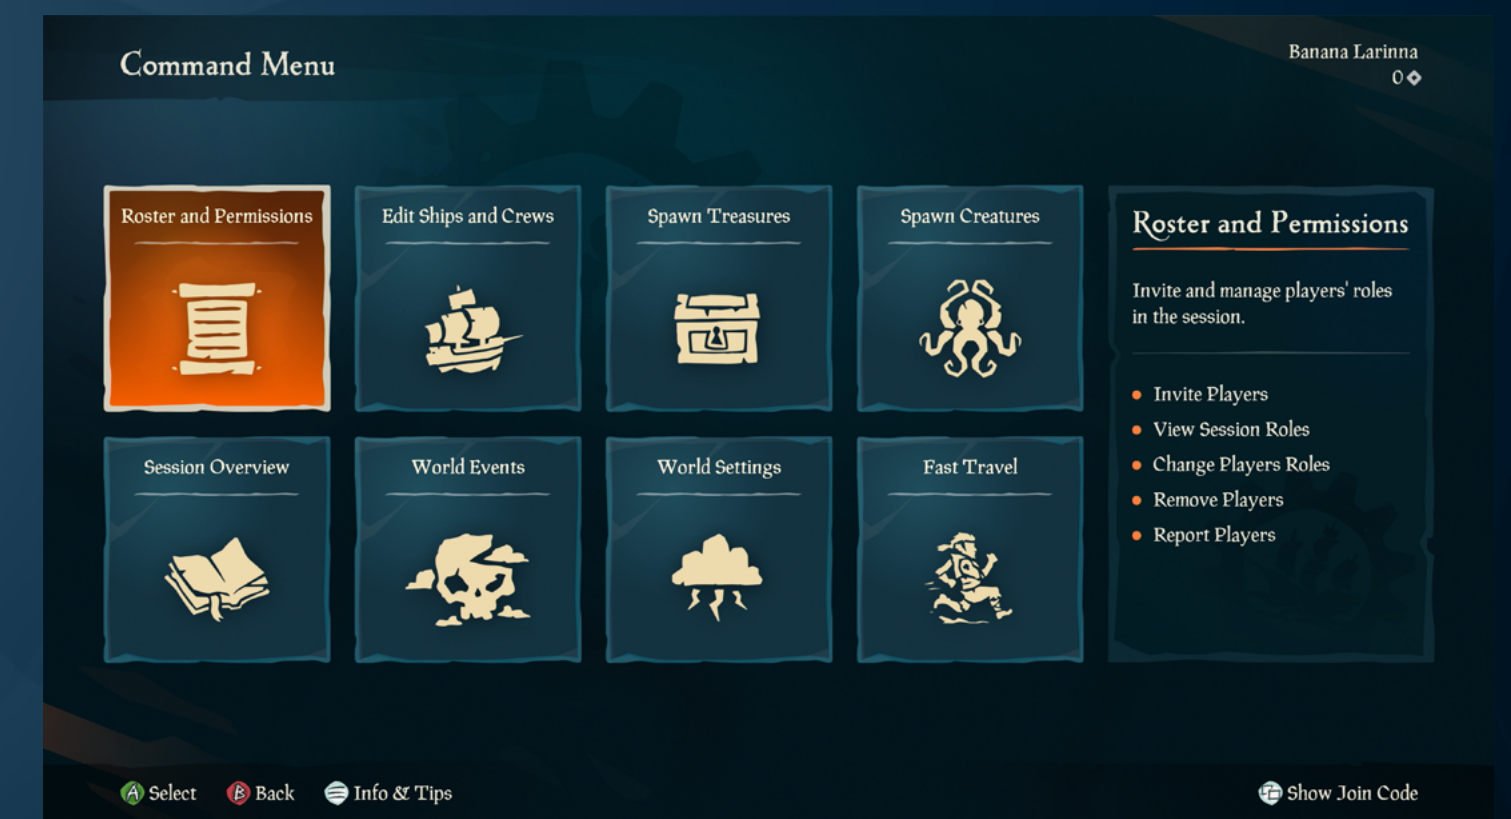 Command Menu
Banana Larinna
0
Roster and Permissions
Edit Ships and Crews
Spawn Treasures
Spawn Creatures
Session Overview
World Events
World Settings
Fast Travel
Roster and Permissions
Invite and manage players' roles
in the session.
Invite Players
View Session Roles
Change Players Roles
Remove Players
Report Players
A Select
B Back
Info & Tips
Show Join Code